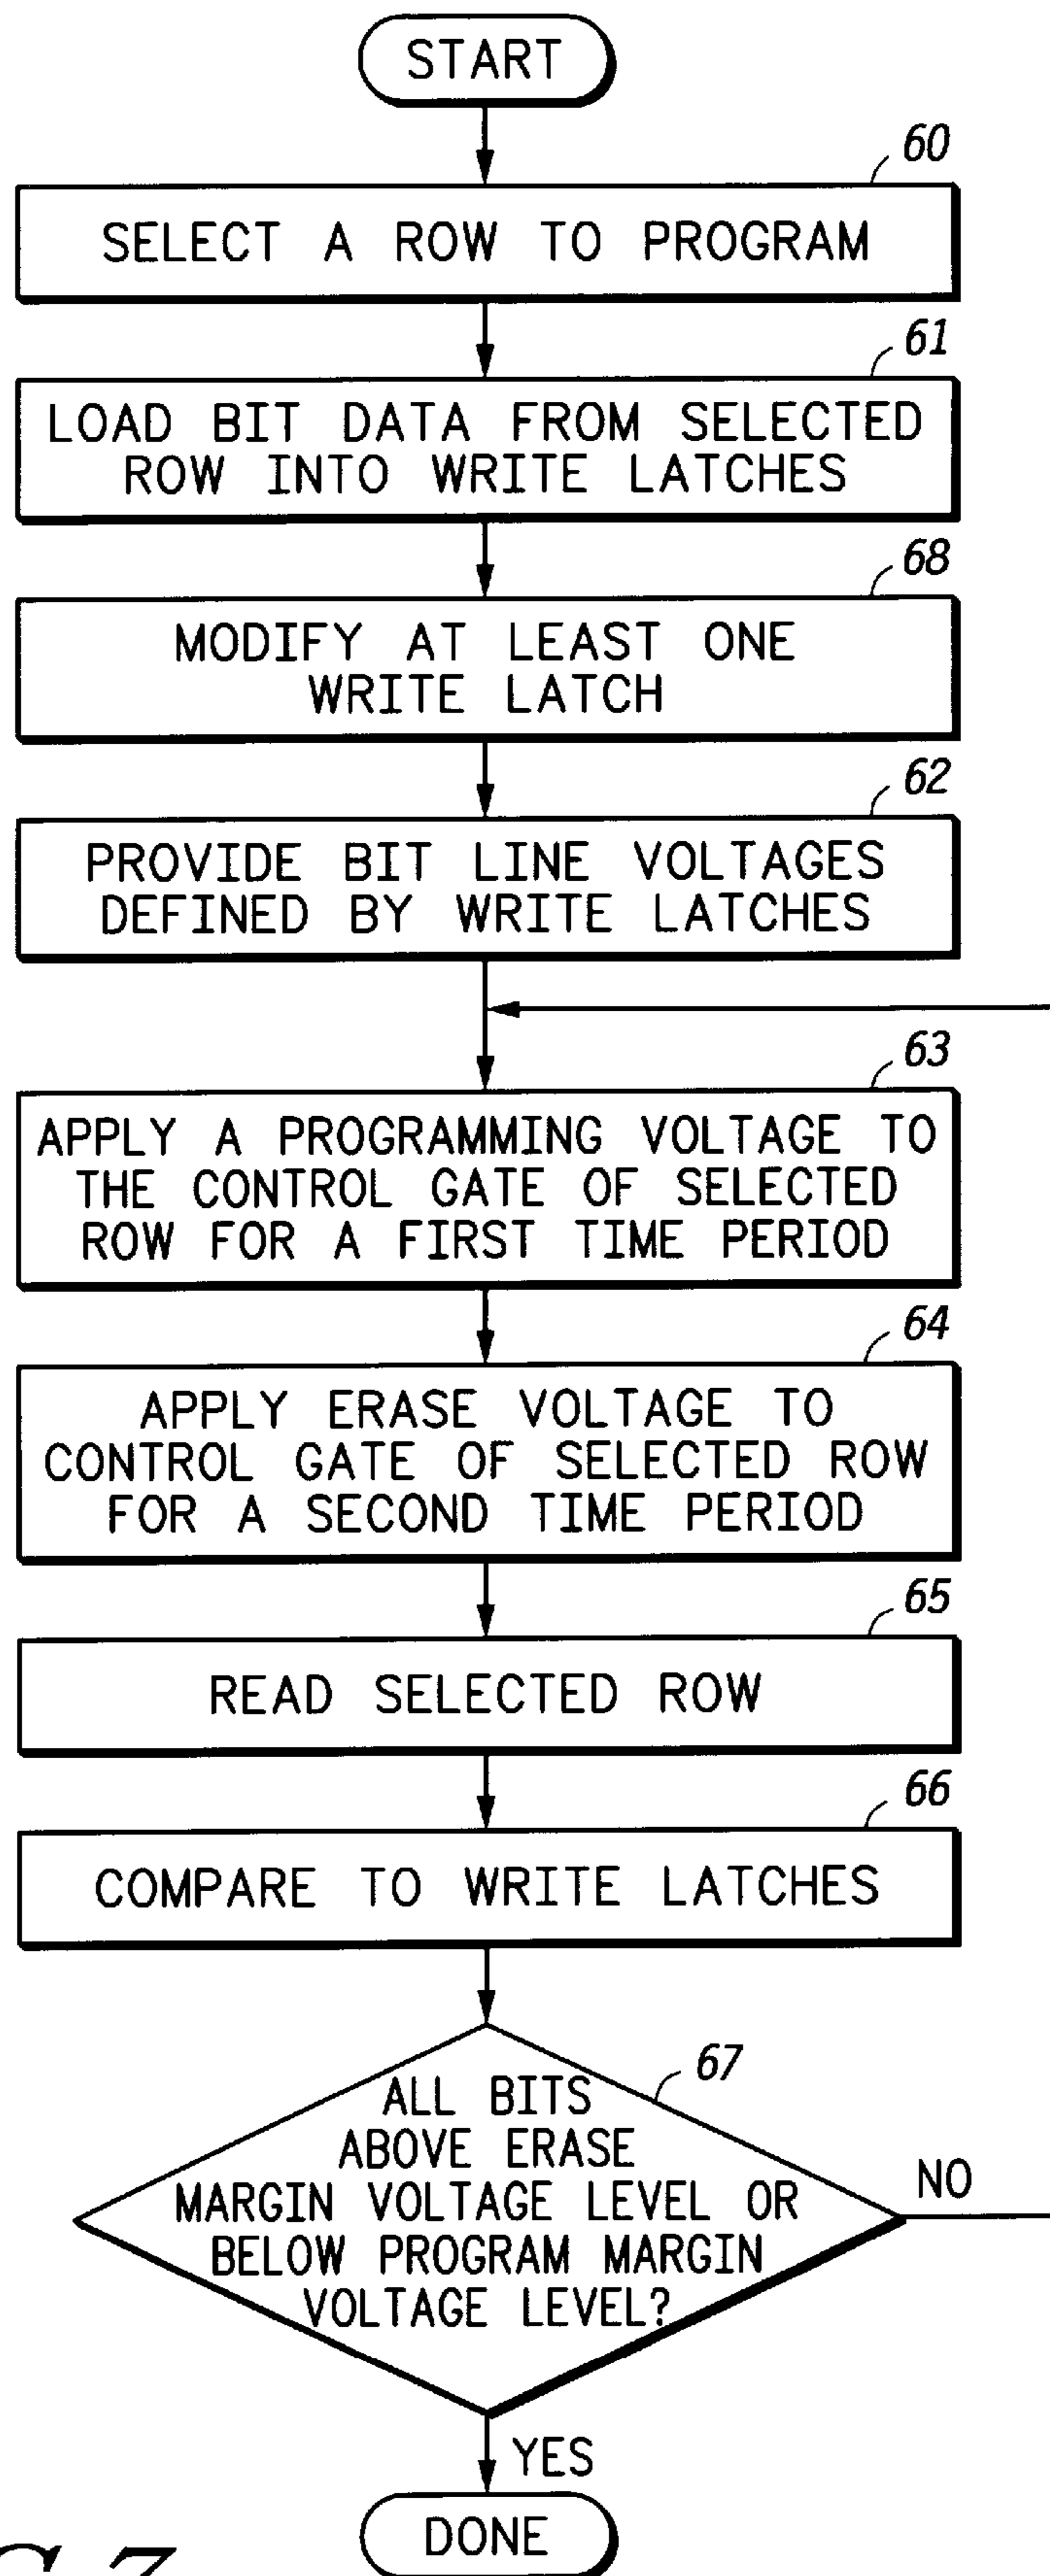 START
60
SELECT A ROW TO PROGRAM
61
LOAD BIT DATA FROM SELECTED
ROW INTO WRITE LATCHES
68
MODIFY AT LEAST ONE
WRITE LATCH
62
PROVIDE BIT LINE VOLTAGES
DEFINED BY WRITE LATCHES
63
APPLY A PROGRAMMING VOLTAGE TO
THE CONTROL GATE OF SELECTED
ROW FOR A FIRST TIME PERIOD
64
APPLY ERASE VOLTAGE TO
CONTROL GATE OF SELECTED ROW
FOR A SECOND TIME PERIOD
65
READ SELECTED ROW
66
COMPARE TO WRITE LATCHES
67
ALL BITS
ABOVE ERASE
MARGIN VOLTAGE LEVEL OR
BELOW PROGRAM MARGIN
VOLTAGE LEVEL?
NO
YES
DONE